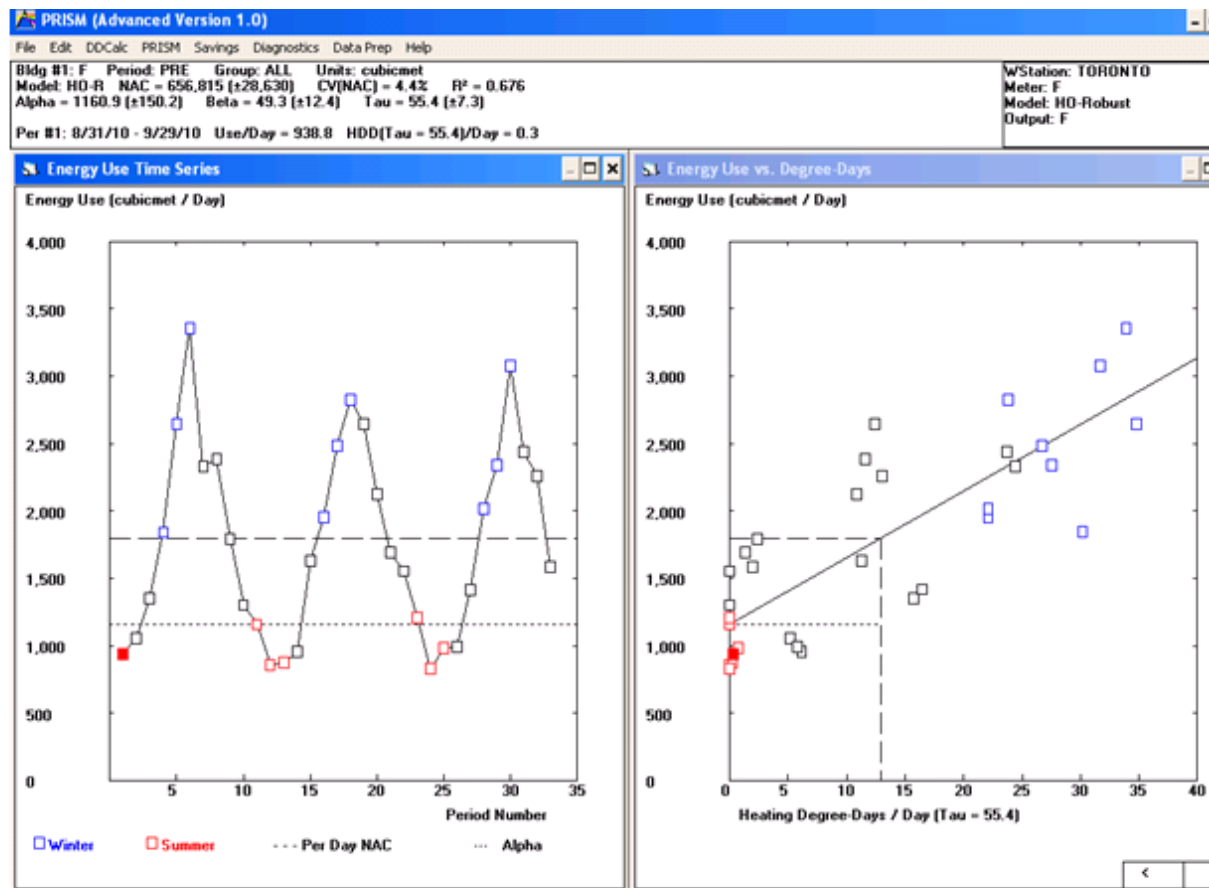 PRISM (Advanced Version 1.0)
File Edit DDCalc PRISM Savings Diagnostics Data Prep Help
Bldg #1: F Period: PRE Group: ALL Units: cubicmet
Model: HO-R NAC = 656,815 (±28,630) CV(NAC) = 4.4% R² = 0.676
Alpha = 1160.9 (±150.2) Beta = 49.3 (±12.4) Tau = 55.4 (±7.3)
Per #1: 8/31/10 - 9/29/10 Use/Day = 938.8 HDD(Tau = 55.4)/Day = 0.3
WStation: TORONTO
Meter: F
Model: HO-Robust
Output: F
Energy Use Time Series
Energy Use (cubicmet / Day)
4,000
3,500
3,000
2,500
2,000
1,500
1,000
500
0
5 10 15 20 25 30 35
Period Number
Winter Summer - - - Per Day NAC ... Alpha
Energy Use vs. Degree-Days
Energy Use (cubicmet / Day)
4,000
3,500
3,000
2,500
2,000
1,500
1,000
500
0
0 5 10 15 20 25 30 35 40
Heating Degree-Days / Day (Tau = 55.4)
<